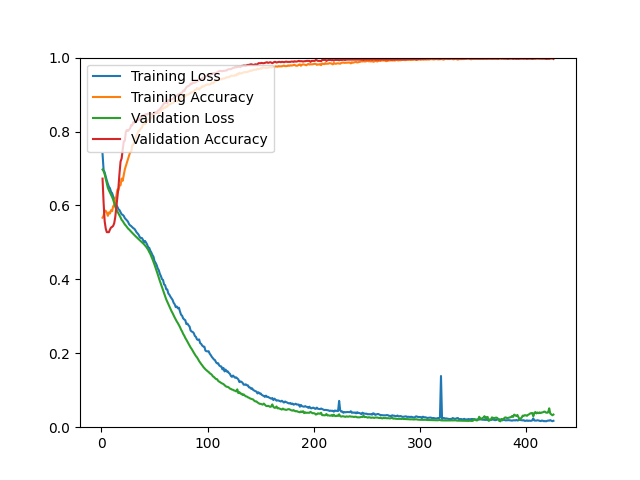 1.0
0.8
0.6
0.4
0.2
0.0
Training Loss
Training Accuracy
Validation Loss
Validation Accuracy
0 100 200 300 400